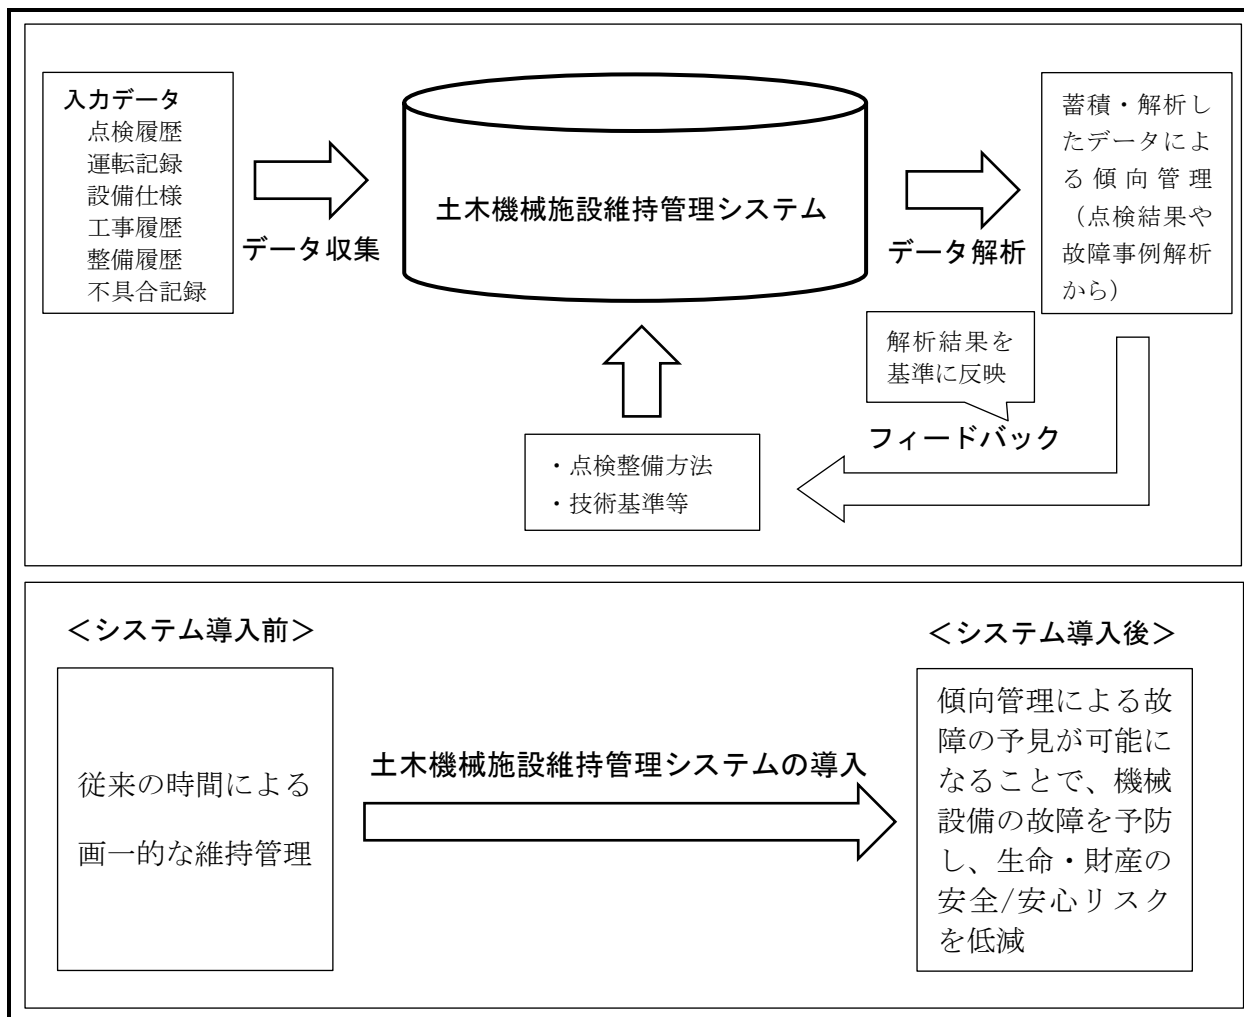 入力データ
点検履歴
運転記録
設備仕様
工事履歴
整備履歴
不具合記録
データ収集
土木機械施設維持管理システム
データ解析
蓄積・解析し
たデータによ
る傾向管理
（点検結果や
故障事例解析
から）
解析結果を
基準に反映
フィードバック
・点検整備方法
・技術基準等
＜システム導入前＞
従来の時間による
画一的な維持管理
土木機械施設維持管理システムの導入
＜システム導入後＞
傾向管理による故
障の予見が可能に
なることで、機械
設備の故障を予防
し、生命・財産の
安全/安心リスク
を低減